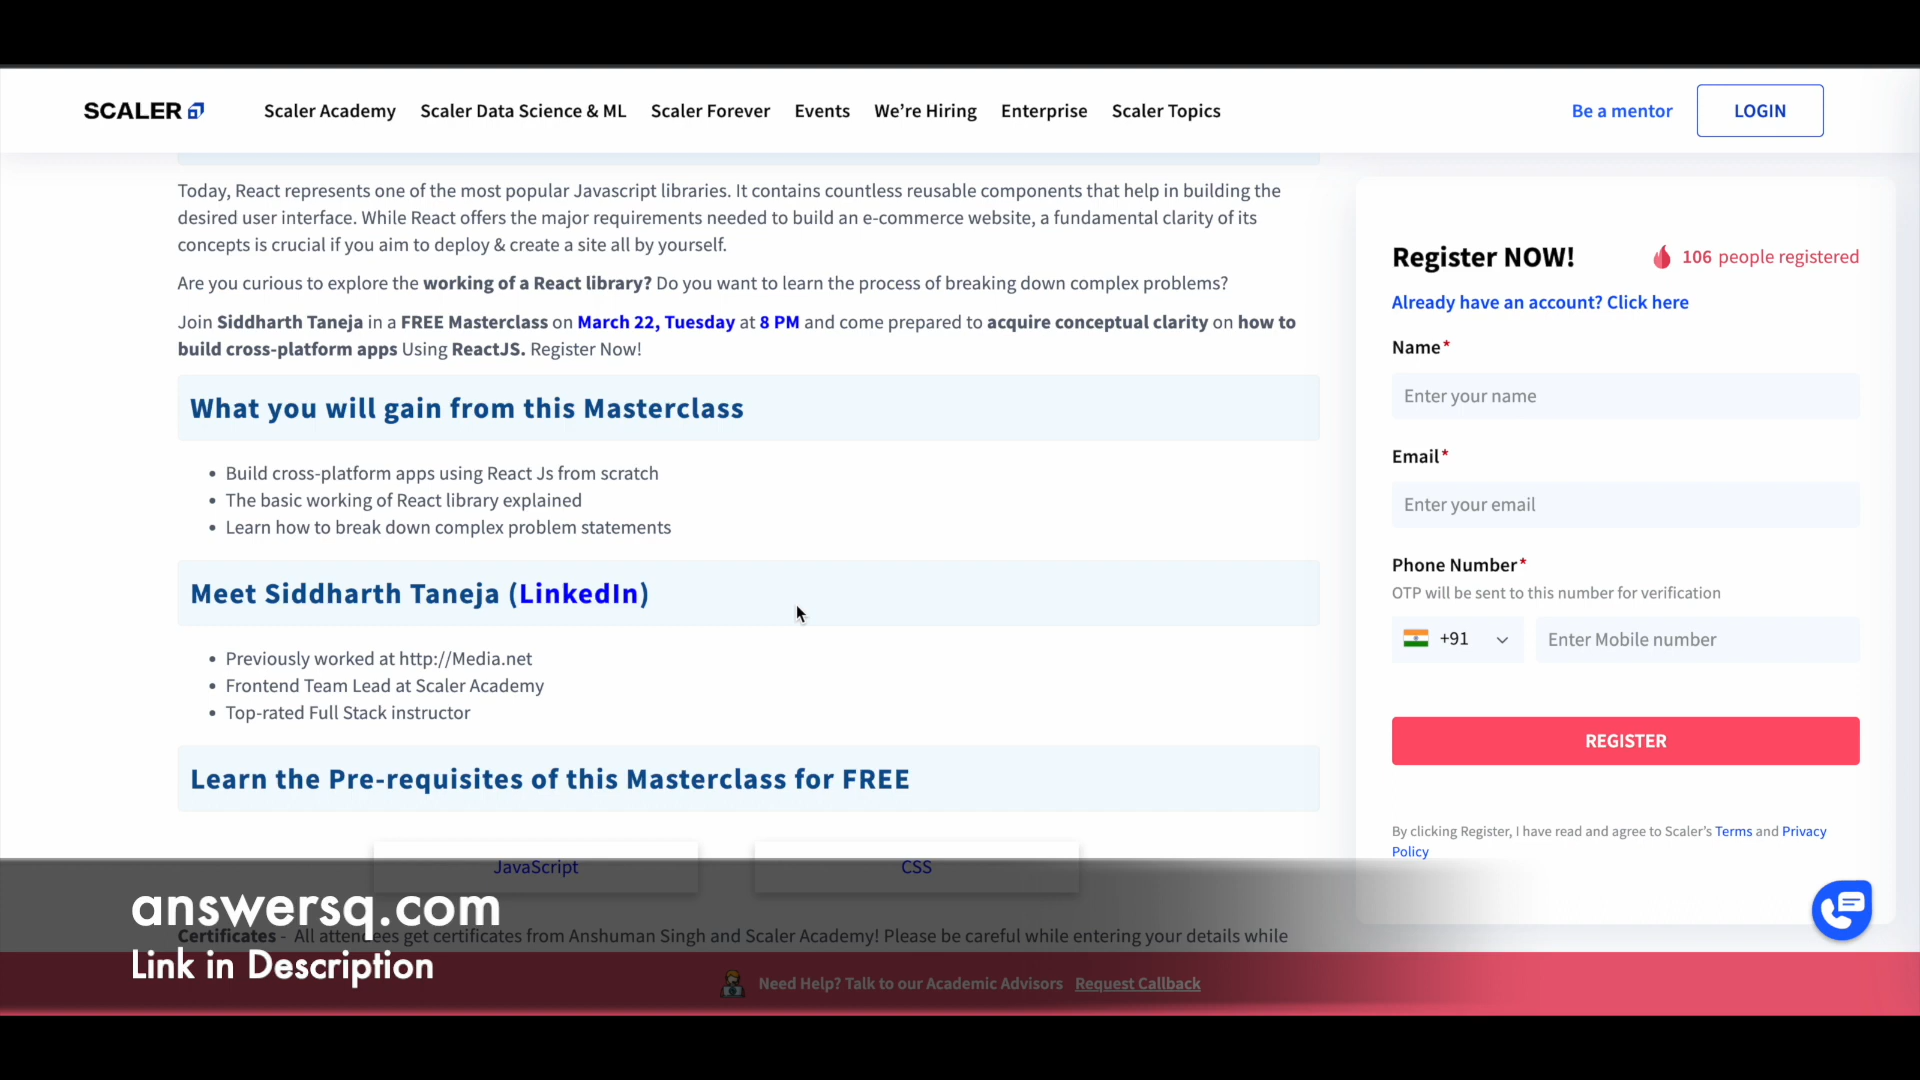 SCALER
Scaler Academy
Scaler Data Science & ML
Scaler Forever
Events
We’re Hiring
Enterprise
Scaler Topics
Be a mentor
LOGIN
Today, React represents one of the most popular Javascript libraries. It contains countless reusable components that help in building the
desired user interface. While React offers the major requirements needed to build an e-commerce website, a fundamental clarity of its
concepts is crucial if you aim to deploy & create a site all by yourself.
Are you curious to explore the working of a React library? Do you want to learn the process of breaking down complex problems?
Join Siddharth Taneja in a FREE Masterclass on March 22, Tuesday at 8 PM and come prepared to acquire conceptual clarity on how to
build cross-platform apps Using ReactJS. Register Now!
What you will gain from this Masterclass
• Build cross-platform apps using React Js from scratch
• The basic working of React library explained
• Learn how to break down complex problem statements
Meet Siddharth Taneja (LinkedIn)
• Previously worked at http://Media.net
• Frontend Team Lead at Scaler Academy
• Top-rated Full Stack instructor
Learn the Pre-requisites of this Masterclass for FREE
JavaScript
CSS
Certificates - All attendees get certificates from Anshuman Singh and Scaler Academy! Please be careful while entering your details while
Register NOW!
106 people registered
Already have an account? Click here
Name*
Enter your name
Email*
Enter your email
Phone Number*
OTP will be sent to this number for verification
+91
Enter Mobile number
REGISTER
By clicking Register, I have read and agree to Scaler’s Terms and Privacy
Policy
answersq.com
Link in Description
Need Help? Talk to our Academic Advisors Request Callback